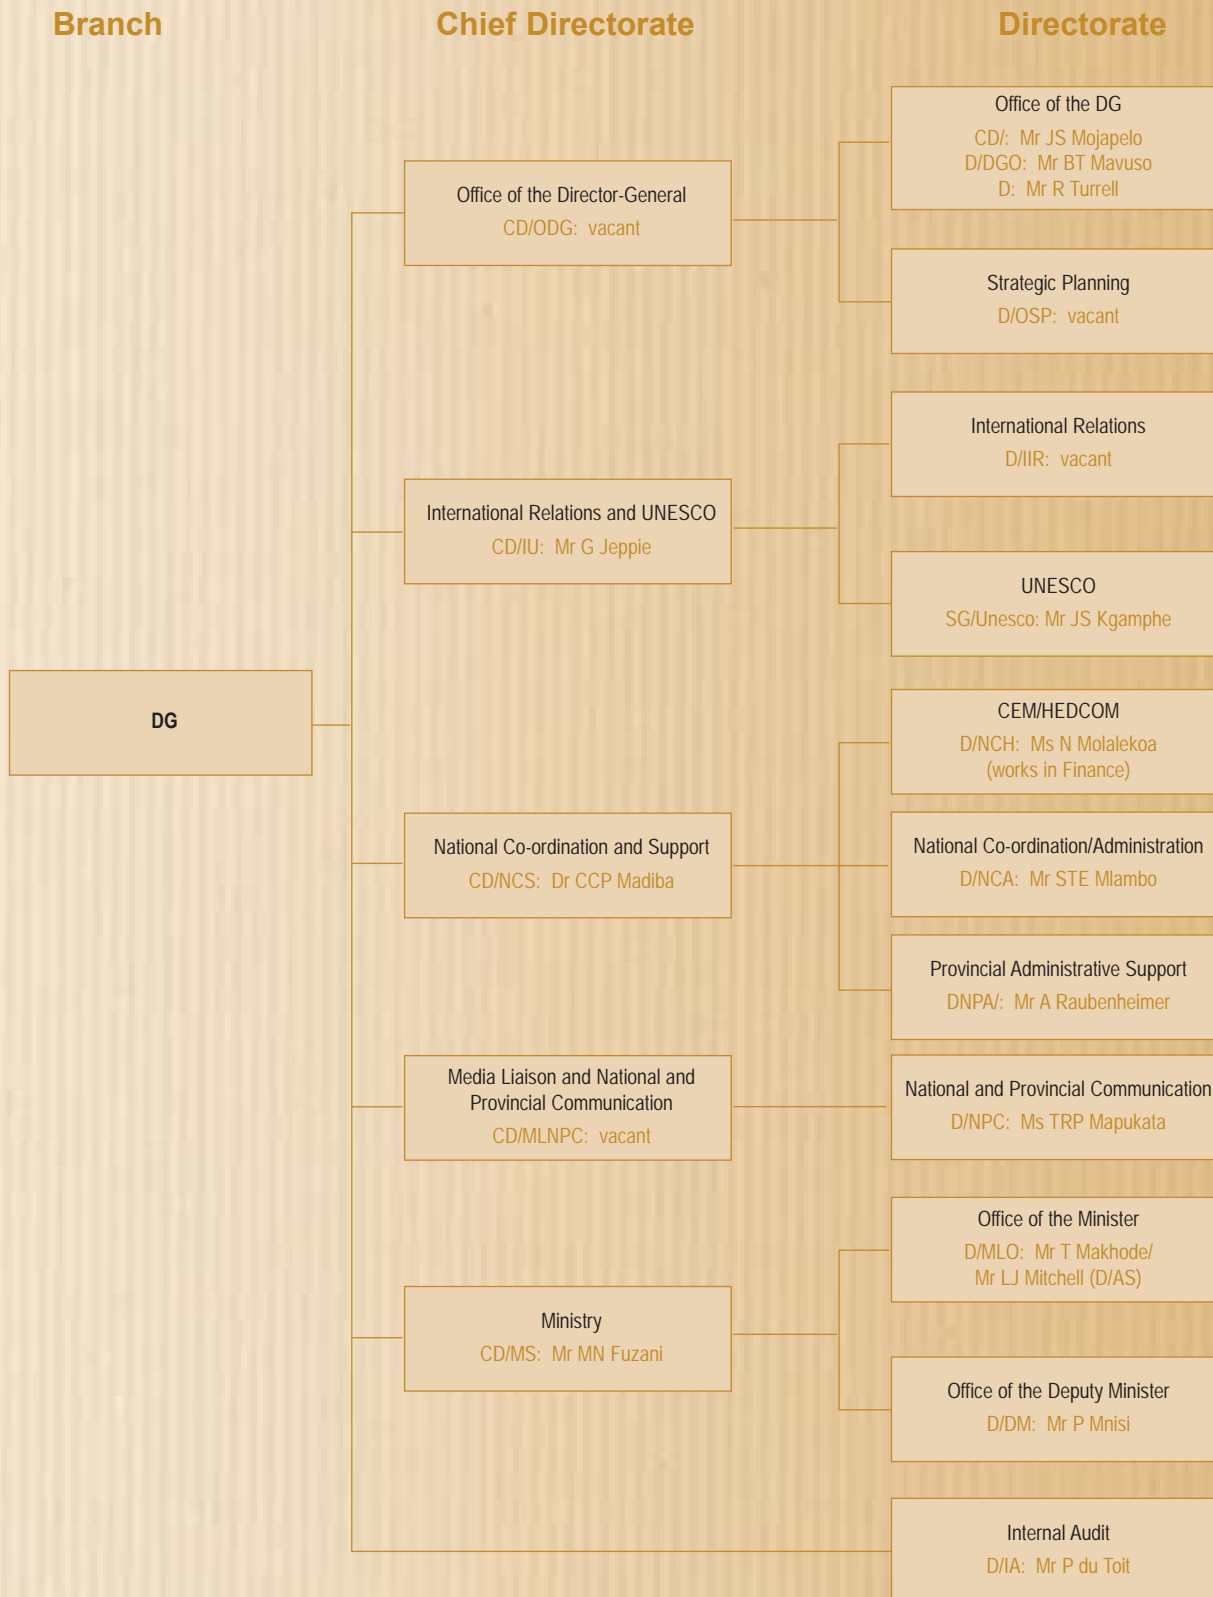 Branch
Chief Directorate
Directorate
Office of the DG
CD/: Mr JS Mojapelo
D/DGO: Mr BT Mavuso
D: Mr R Turrell
Office of the Director-General
CD/ODG: vacant
Strategic Planning
D/OSP: vacant
International Relations
D/IIR: vacant
International Relations and UNESCO
CD/IU: Mr G Jeppie
UNESCO
SG/Unesco: Mr JS Kgamphe
DG
CEM/HEDCOM
D/NCH: Ms N Molalekoa
(works in Finance)
National Co-ordination and Support
CD/NCS: Dr CCP Madiba
National Co-ordination/Administration
D/NCA: Mr STE Mlambo
Provincial Administrative Support
DNPA/: Mr A Raubenheimer
Media Liaison and National and
Provincial Communication
CD/MLNPC: vacant
National and Provincial Communication
D/NPC: Ms TRP Mapukata
Office of the Minister
D/MLO: Mr T Makhode/
Mr LJ Mitchell (D/AS)
Ministry
CD/MS: Mr MN Fuzani
Office of the Deputy Minister
D/DM: Mr P Mnisi
Internal Audit
D/IA: Mr P du Toit